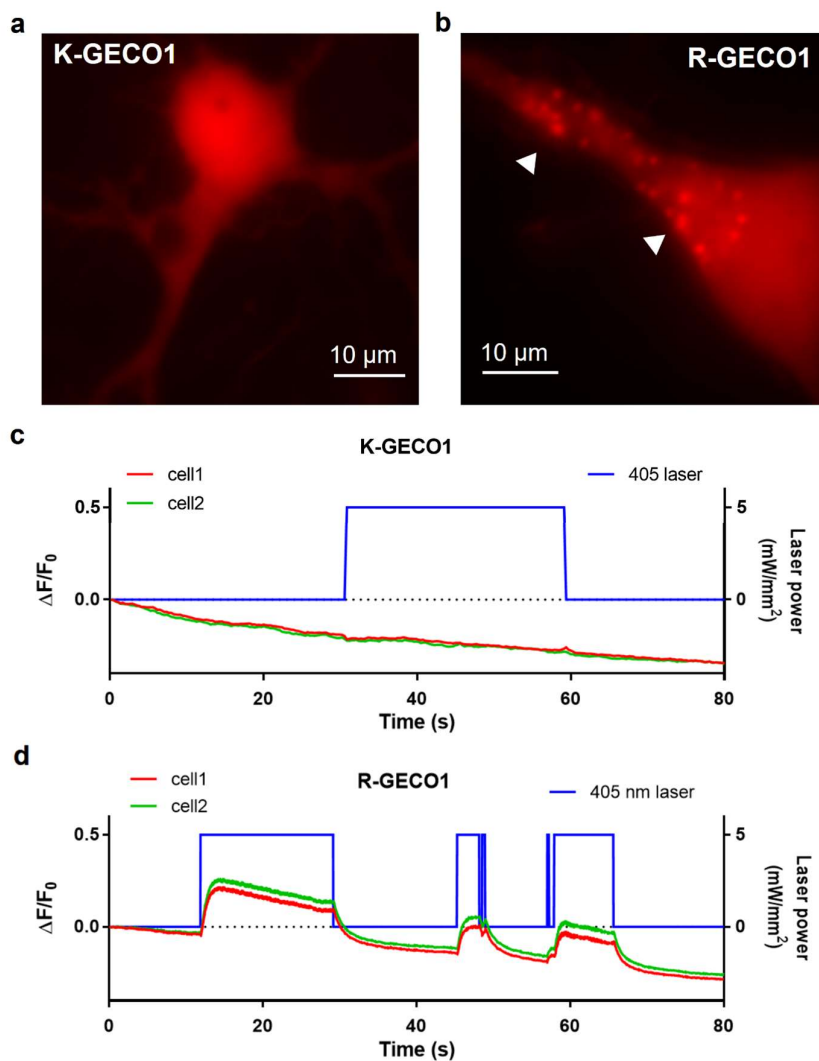 a
K-GECO1
10 µm
b
R-GECO1
10 µm
c
K-GECO1
cell1
cell2
405 laser
0.5
0.0
ΔF/F0
5
0
Laser power
(mW/mm2)
0
20
40
60
80
Time (s)
d
R-GECO1
cell1
cell2
405 nm laser
0.5
0.0
ΔF/F0
5
0
Laser power
(mW/mm2)
0
20
40
60
80
Time (s)